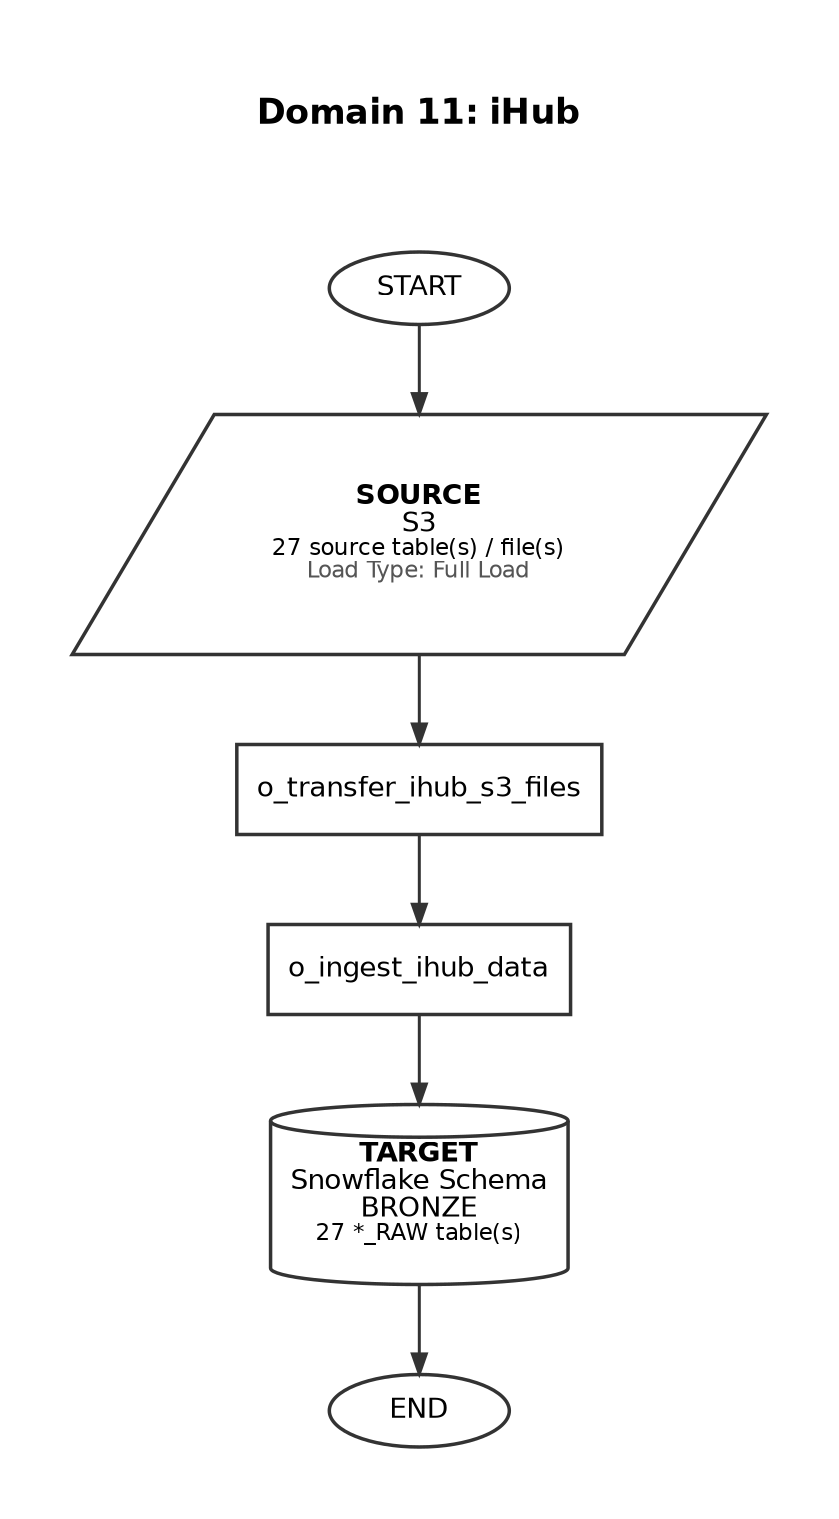 Domain 11: iHub
START
SOURCE
S3
27 source table(s) / file(s)
Load Type: Full Load
o_transfer_ihub_s3_files
o_ingest_ihub_data
TARGET
Snowflake Schema
BRONZE
27 *_RAW table(s)
END